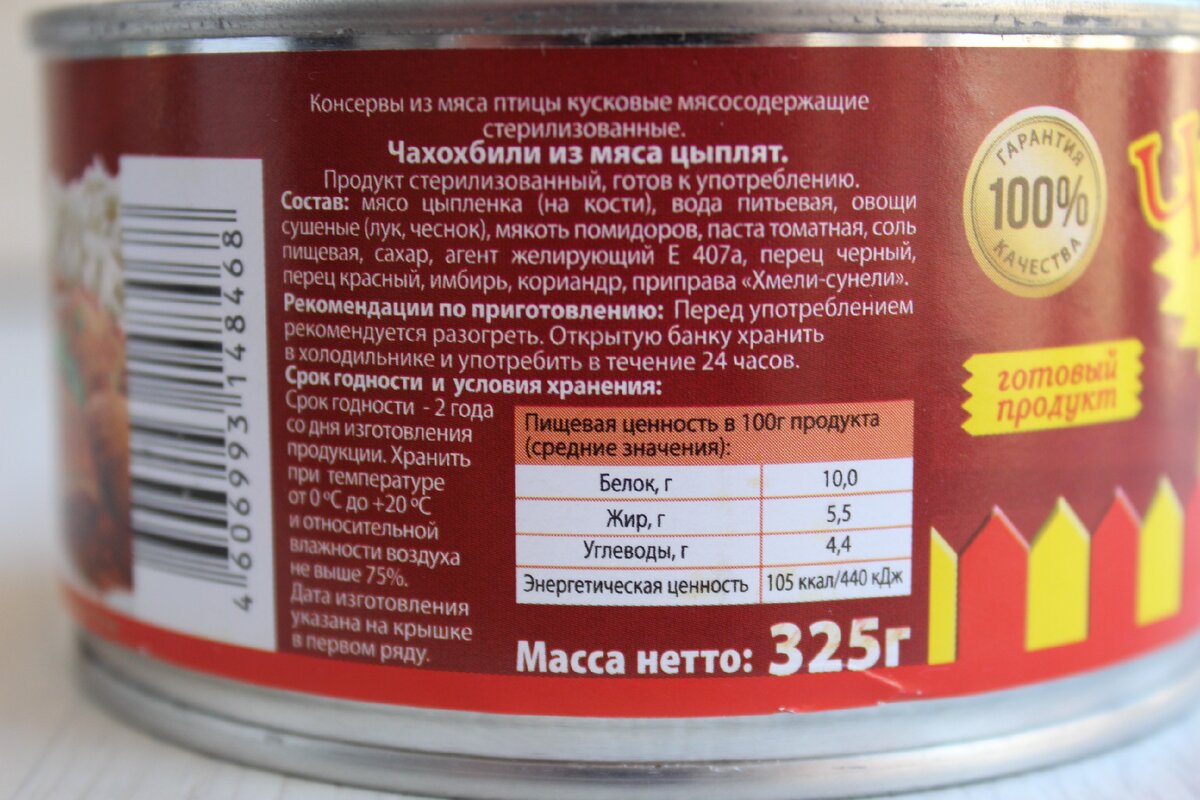 Консервы из мяса птицы кусковые мясосодержащие
стерилизованные.
Чахохбили из мяса цыплят.
Продукт стерилизованный, готов к употреблению.
Состав: мясо цыпленка (на кости), вода питьевая, овощи
сушеные (лук, чеснок), мякоть помидоров, паста томатная, соль
пищевая, сахар, агент желирующий Е 407а, перец черный,
перец красный, имбирь, кориандр, приправа «Хмели-сунели».
Рекомендации по приготовлению: Перед употреблением
рекомендуется разогреть. Открытую банку хранить
в холодильнике и употребить в течение 24 часов.
Срок годности и условия хранения:
Срок годности - 2 года
со дня изготовления
продукции. Хранить
при температуре
от 0 °С до +20 °С
и относительной
влажности воздуха
не выше 75%.
Дата изготовления
указана на крышке
в первом ряду.
Пищевая ценность в 100г продукта
(средние значения):
Белок, г 10,0
Жир, г 5,5
Углеводы, г 4,4
Энергетическая ценность 105 ккал/440 кДж
Масса нетто: 325г
4 606993 148468
ГАРАНТИЯ
100%
КАЧЕСТВА
готовый
продукт